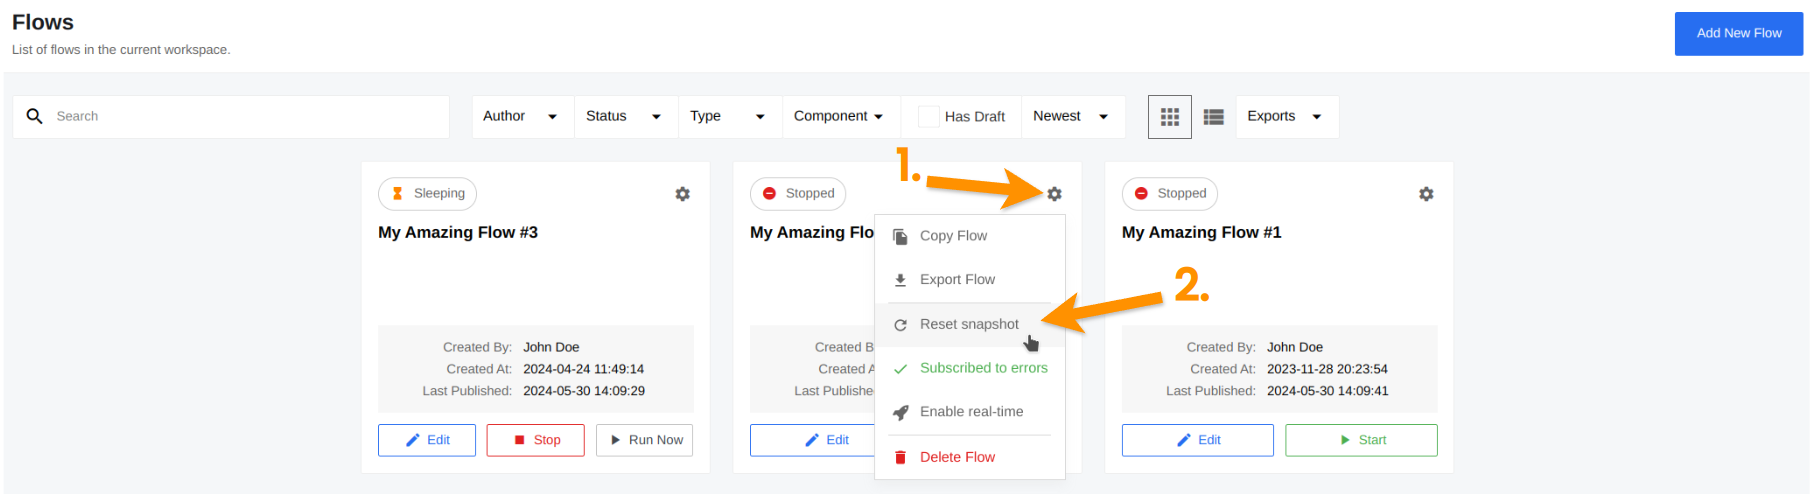 Flows
List of flows in the current workspace.
Add New Flow
Search
Author
Status
Type
Component
Has Draft
Newest
Exports
1.
Sleeping
My Amazing Flow #3
Created By: John Doe
Created At: 2024-04-24 11:49:14
Last Published: 2024-05-30 14:09:29
Edit
Stop
Run Now
Stopped
My Amazing Flo
Created B
Created A
Last Publishe
Edit
Copy Flow
Export Flow
Reset snapshot
2.
Subscribed to errors
Enable real-time
Delete Flow
Stopped
My Amazing Flow #1
Created By: John Doe
Created At: 2023-11-28 20:23:54
Last Published: 2024-05-30 14:09:41
Edit
Start